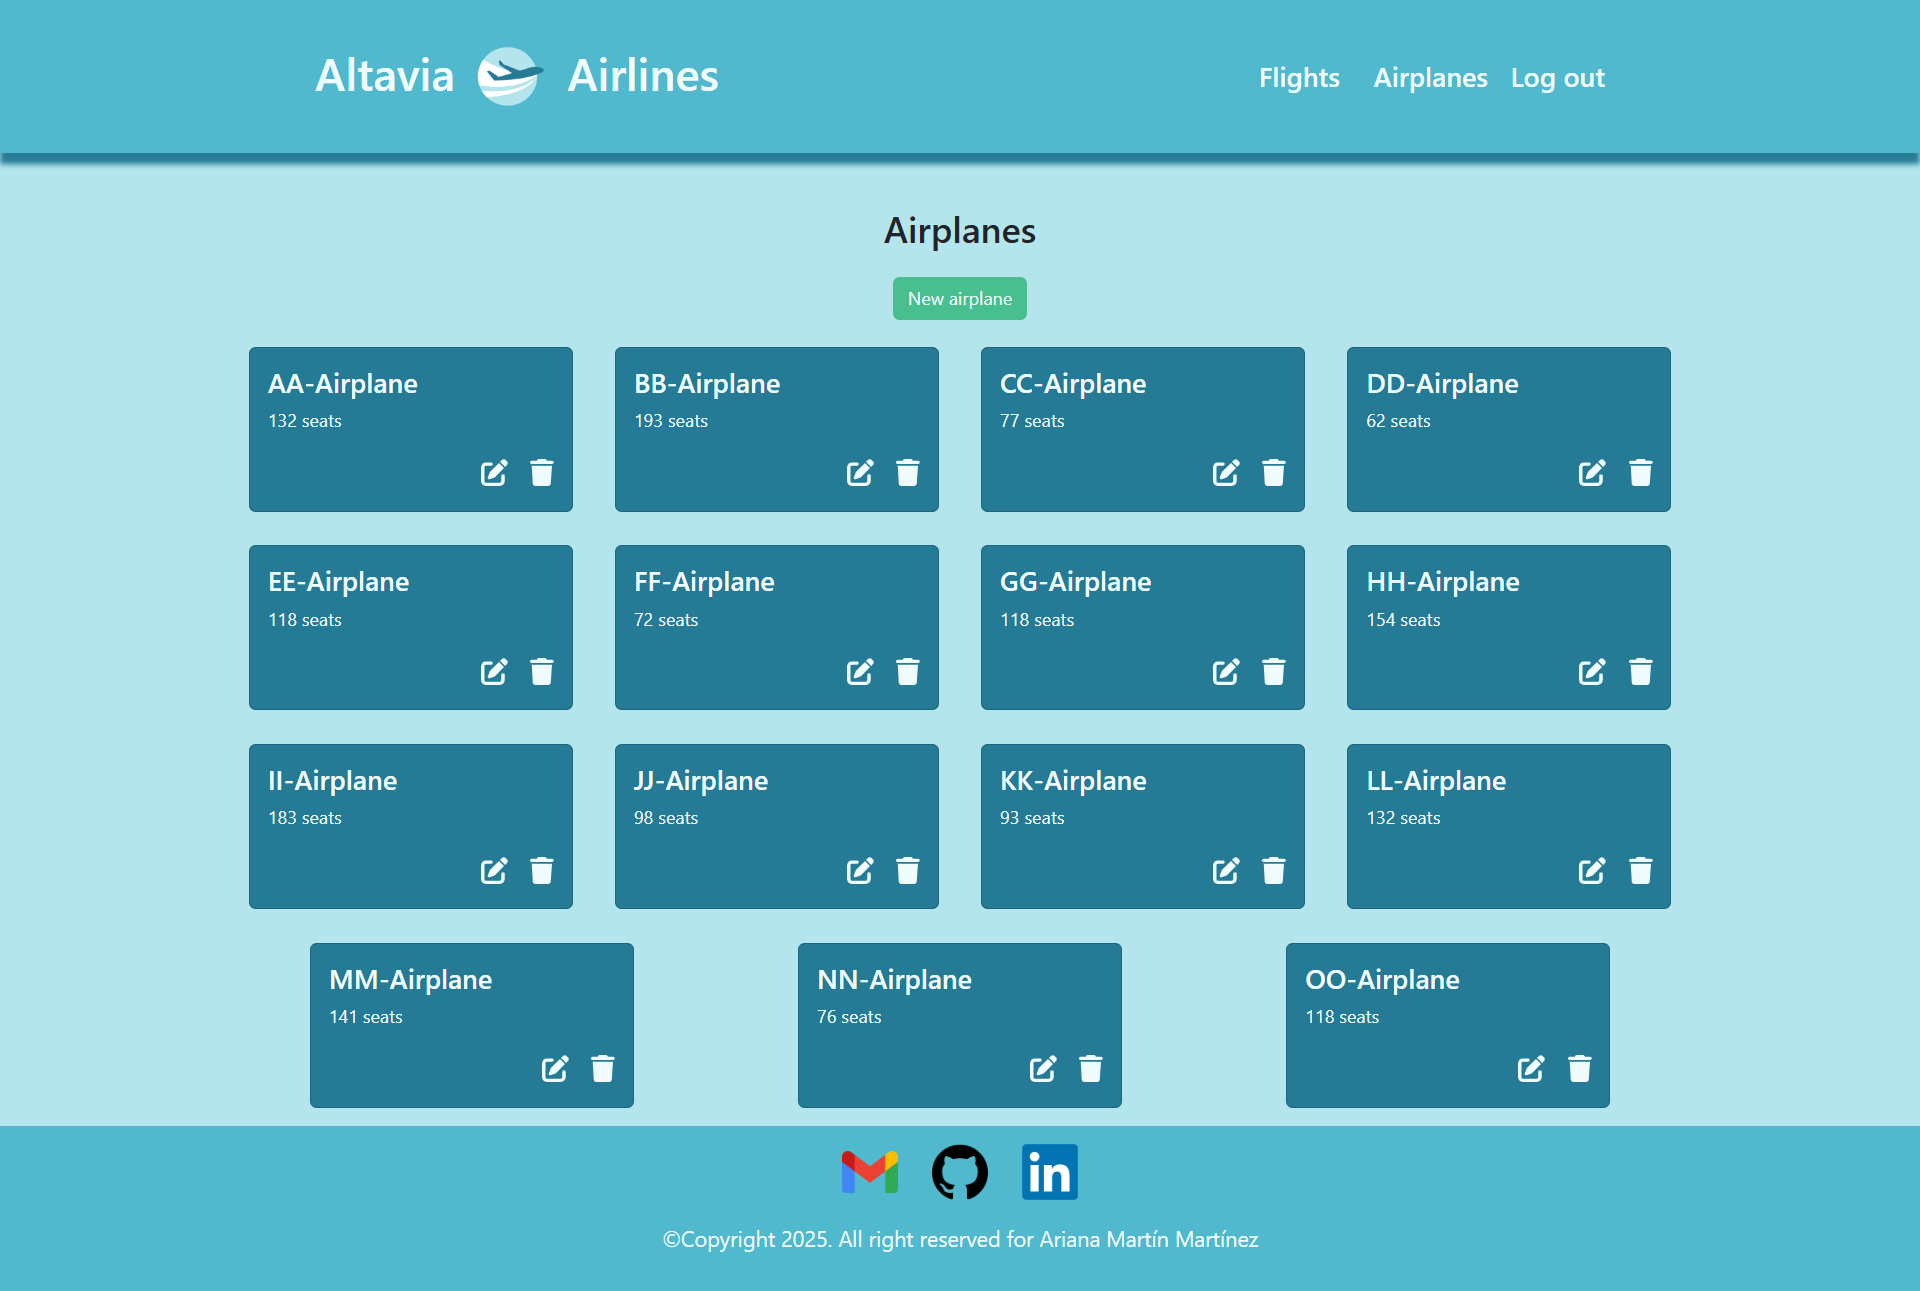 Altavia Airlines
Flights Airplanes Log out
Airplanes
New airplane
AA-Airplane
132 seats
BB-Airplane
193 seats
CC-Airplane
77 seats
DD-Airplane
62 seats
EE-Airplane
118 seats
FF-Airplane
72 seats
GG-Airplane
118 seats
HH-Airplane
154 seats
II-Airplane
183 seats
JJ-Airplane
98 seats
KK-Airplane
93 seats
LL-Airplane
132 seats
MM-Airplane
141 seats
NN-Airplane
76 seats
OO-Airplane
118 seats
in
©Copyright 2025. All right reserved for Ariana Martín Martínez